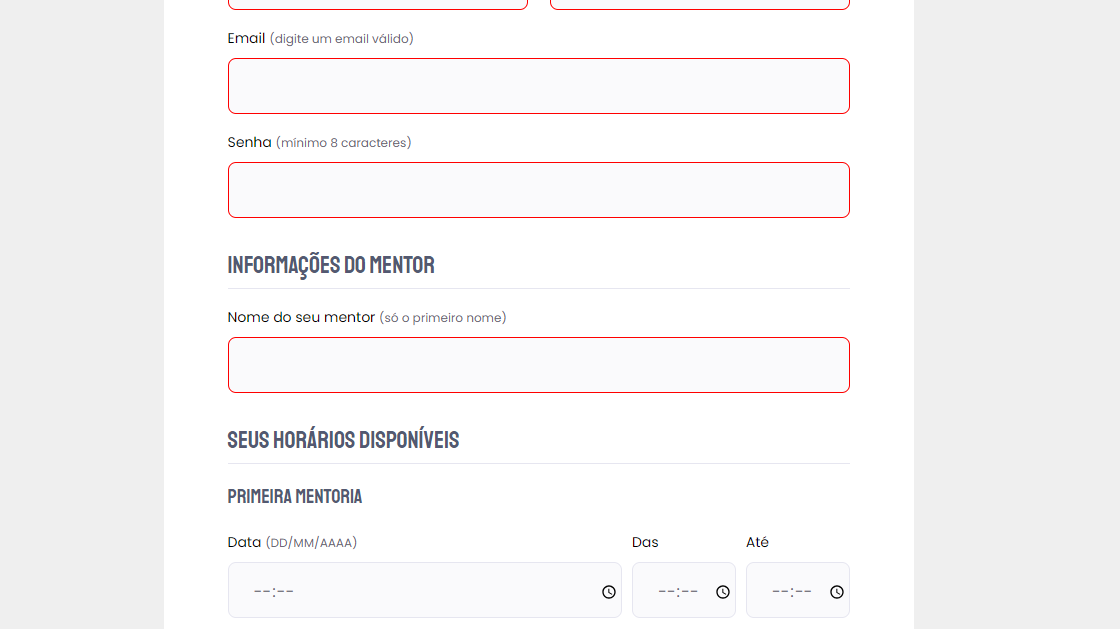 Email (digite um email válido)
Senha (mínimo 8 caracteres)
INFORMAÇÕES DO MENTOR
Nome do seu mentor (só o primeiro nome)
SEUS HORÁRIOS DISPONÍVEIS
PRIMEIRA MENTORIA
Data (DD/MM/AAAA) Das Até
--:-- --:-- --:--